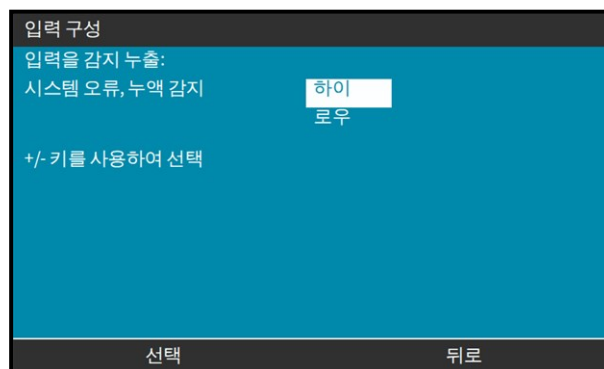 입력 구성
입력을 감지 누출:
시스템 오류, 누액 감지 하이
로우
+/- 키를 사용하여 선택
선택 뒤로